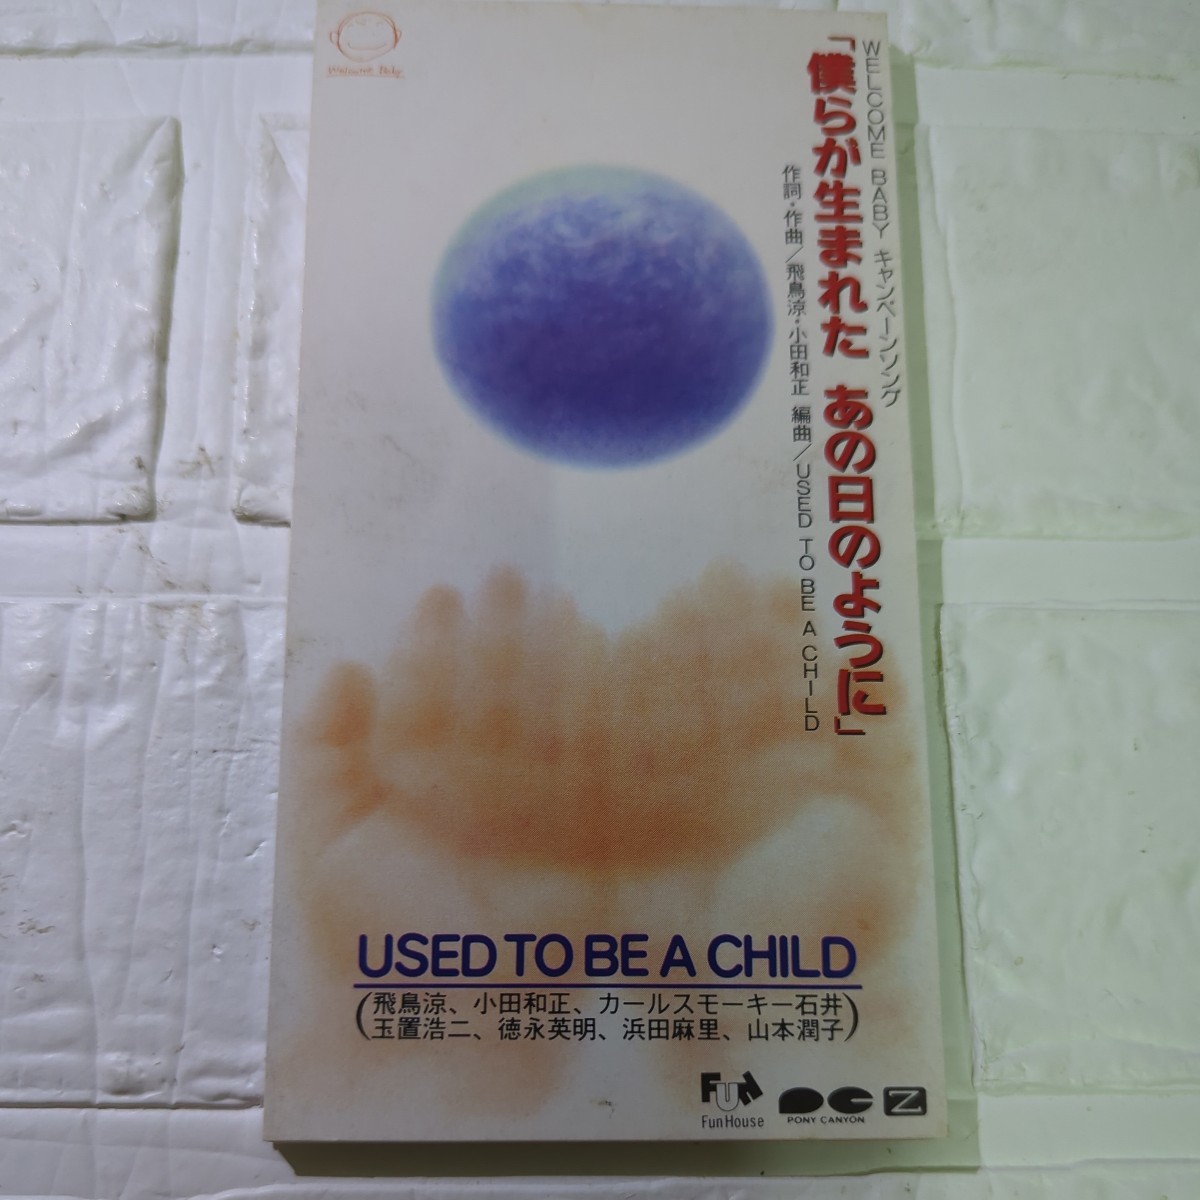 Welcome Baby
WELCOME BABY キャンペーンソング
「僕らが生まれた あの日のように」
作詞・作曲/飛鳥涼・小田和正 編曲/USED TO BE A CHILD
USED TO BE A CHILD
(飛鳥涼、小田和正、カールスモーキー石井
玉置浩二、徳永英明、浜田麻里、山本潤子)
FUN
Fun House
PONY CANYON
Z